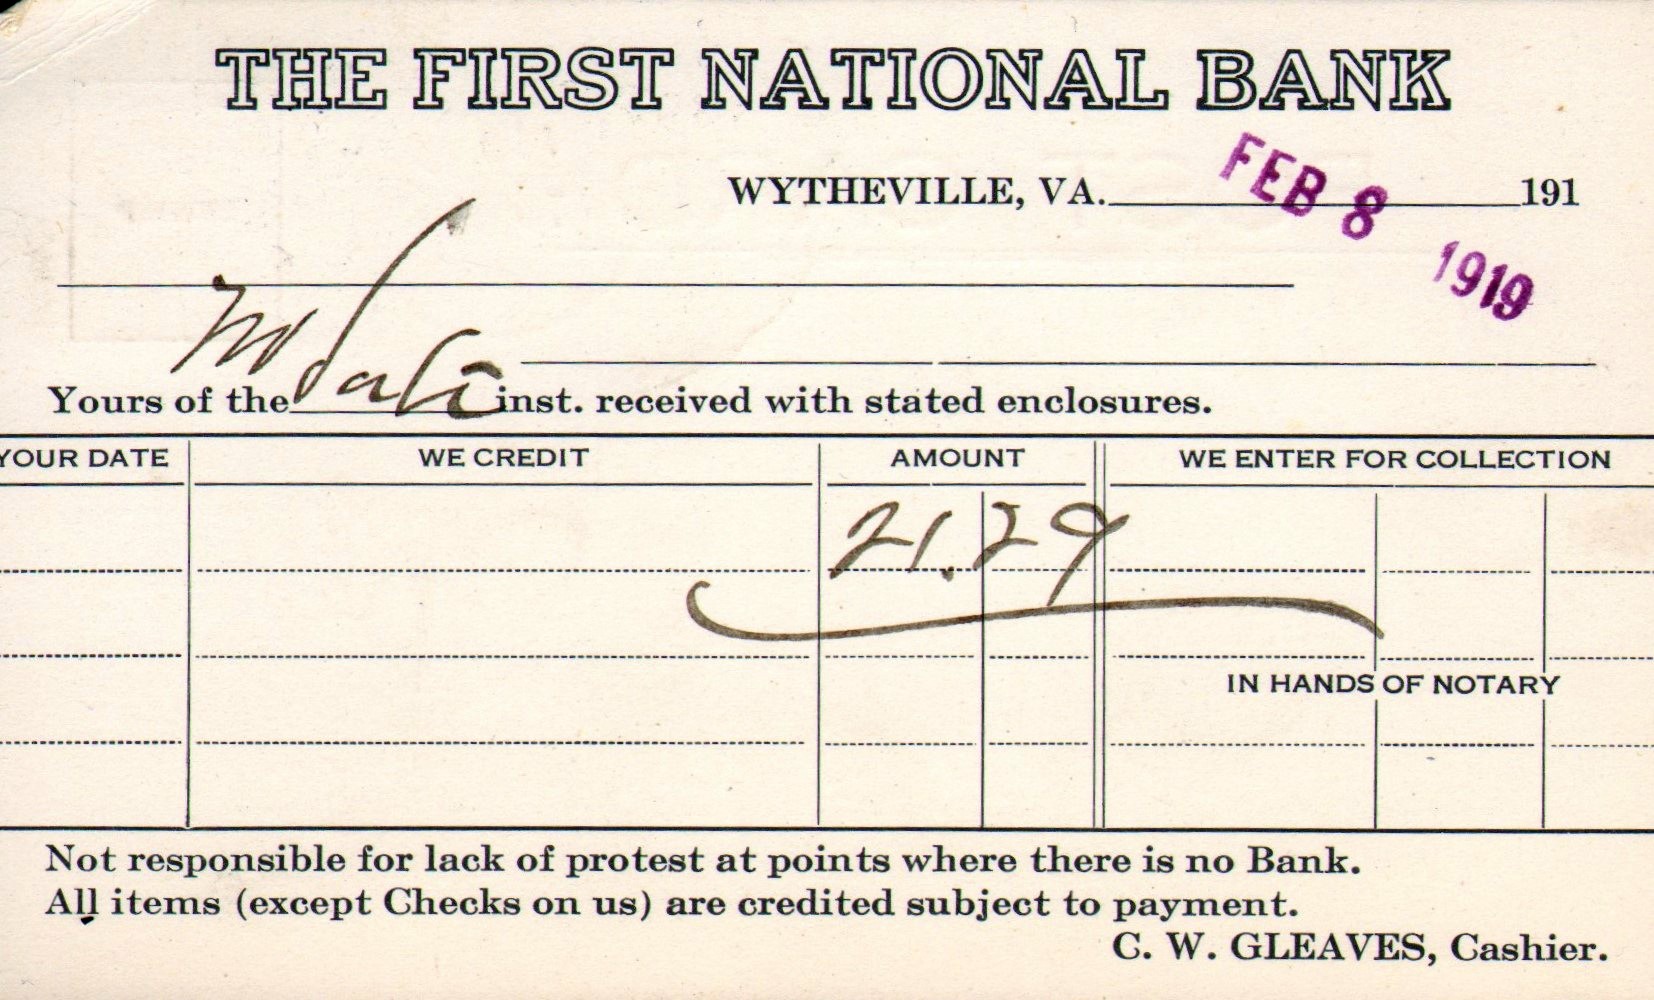 THE FIRST NATIONAL BANK
WYTHEVILLE, VA. 191
FEB 8 1919
Yours of the inst. received with stated enclosures.
YOUR DATE WE CREDIT AMOUNT WE ENTER FOR COLLECTION
21.29
IN HANDS OF NOTARY
Not responsible for lack of protest at points where there is no Bank.
All items (except Checks on us) are credited subject to payment.
C. W. GLEAVES, Cashier.